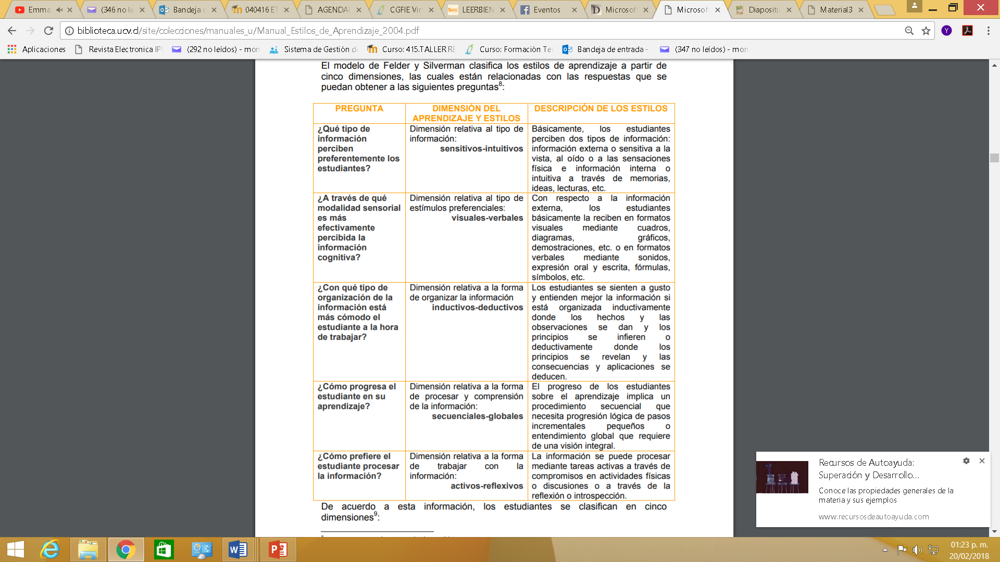 Emma
(346 no le
Bandeja d
040416 ET
AGENDA
CGFIE Vir
LEERBIEN
Eventos
Microsof
Microsof
Diapositi
Material3
biblioteca.ucv.cl/site/colecciones/manuales_u/Manual_Estilos_de_Aprendizaje_2004.pdf
Aplicaciones
Revista Electronica IP
(292 no leídos) - mon
Sistema de Gestión de
Curso: 415.TALLER RE
Curso: Formación Tec
Bandeja de entrada -
(347 no leídos) - mon
El modelo de Felder y Silverman clasifica los estilos de aprendizaje a partir de
cinco dimensiones, las cuales están relacionadas con las respuestas que se
puedan obtener a las siguientes preguntas8:
PREGUNTA
DIMENSIÓN DEL
APRENDIZAJE Y ESTILOS
DESCRIPCIÓN DE LOS ESTILOS
¿Qué tipo de
información
perciben
preferentemente los
estudiantes?
Dimensión relativa al tipo de
información:
sensitivos-intuitivos
Básicamente, los estudiantes
perciben dos tipos de información:
información externa o sensitiva a la
vista, al oído o a las sensaciones
física e información interna o
intuitiva a través de memorias,
ideas, lecturas, etc.
¿A través de qué
modalidad sensorial
es más
efectivamente
percibida la
información
cognitiva?
Dimensión relativa al tipo de
estímulos preferenciales:
visuales-verbales
Con respecto a la información
externa, los estudiantes
básicamente la reciben en formatos
visuales mediante cuadros,
diagramas, gráficos,
demostraciones, etc. o en formatos
verbales mediante sonidos,
expresión oral y escrita, fórmulas,
símbolos, etc.
¿Con qué tipo de
organización de la
información está
más cómodo el
estudiante a la hora
de trabajar?
Dimensión relativa a la forma
de organizar la información
inductivos-deductivos
Los estudiantes se sienten a gusto
y entienden mejor la información si
está organizada inductivamente
donde los hechos y las
observaciones se dan y los
principios se infieren o
deductivamente donde los
principios se revelan y las
consecuencias y aplicaciones se
deducen.
¿Cómo progresa el
estudiante en su
aprendizaje?
Dimensión relativa a la forma
de procesar y comprensión
de la información:
secuenciales-globales
El progreso de los estudiantes
sobre el aprendizaje implica un
procedimiento secuencial que
necesita progresión lógica de pasos
incrementales pequeños o
entendimiento global que requiere
de una visión integral.
¿Cómo prefiere el
estudiante procesar
la información?
Dimensión relativa a la forma
de trabajar con la
información:
activos-reflexivos
La información se puede procesar
mediante tareas activas a través de
compromisos en actividades físicas
o discusiones o a través de la
reflexión o introspección.
De acuerdo a esta información, los estudiantes se clasifican en cinco
dimensiones9:
Recursos de Autoayuda:
Superación y Desarrollo...
Conoce las propiedades generales de la
materia y sus ejemplos
www.recursosdeautoayuda.com
01:23 p. m.
20/02/2018